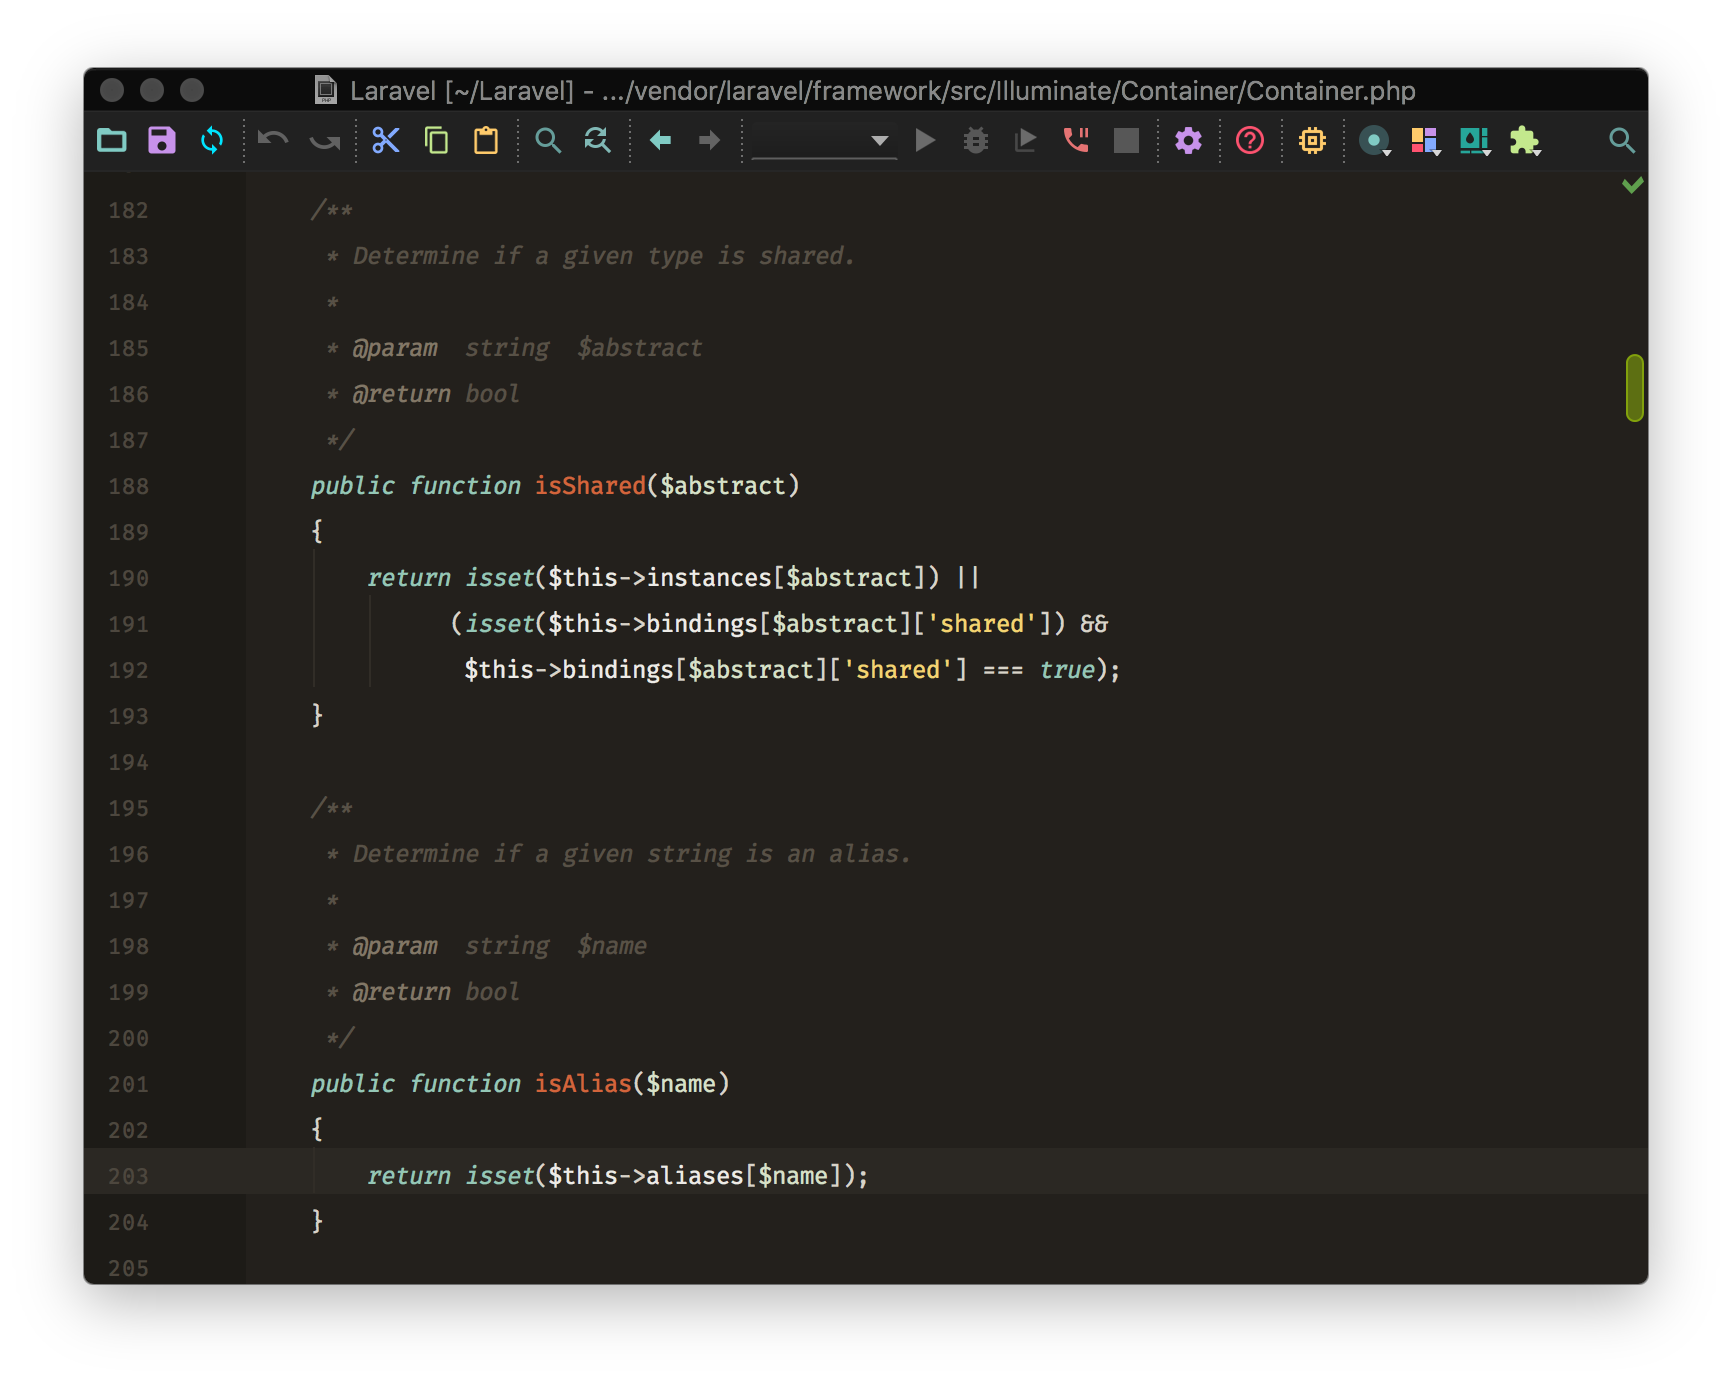 Laravel [~/Laravel] - .../vendor/laravel/framework/src/Illuminate/Container/Container.php
182 /**
183 * Determine if a given type is shared.
184 *
185 * @param  string  $abstract
186 * @return bool
187 */
188 public function isShared($abstract)
189 {
190 return isset($this->instances[$abstract]) ||
191 (isset($this->bindings[$abstract]['shared']) &&
192 $this->bindings[$abstract]['shared'] === true);
193 }
194
195 /**
196 * Determine if a given string is an alias.
197 *
198 * @param  string  $name
199 * @return bool
200 */
201 public function isAlias($name)
202 {
203 return isset($this->aliases[$name]);
204 }
205